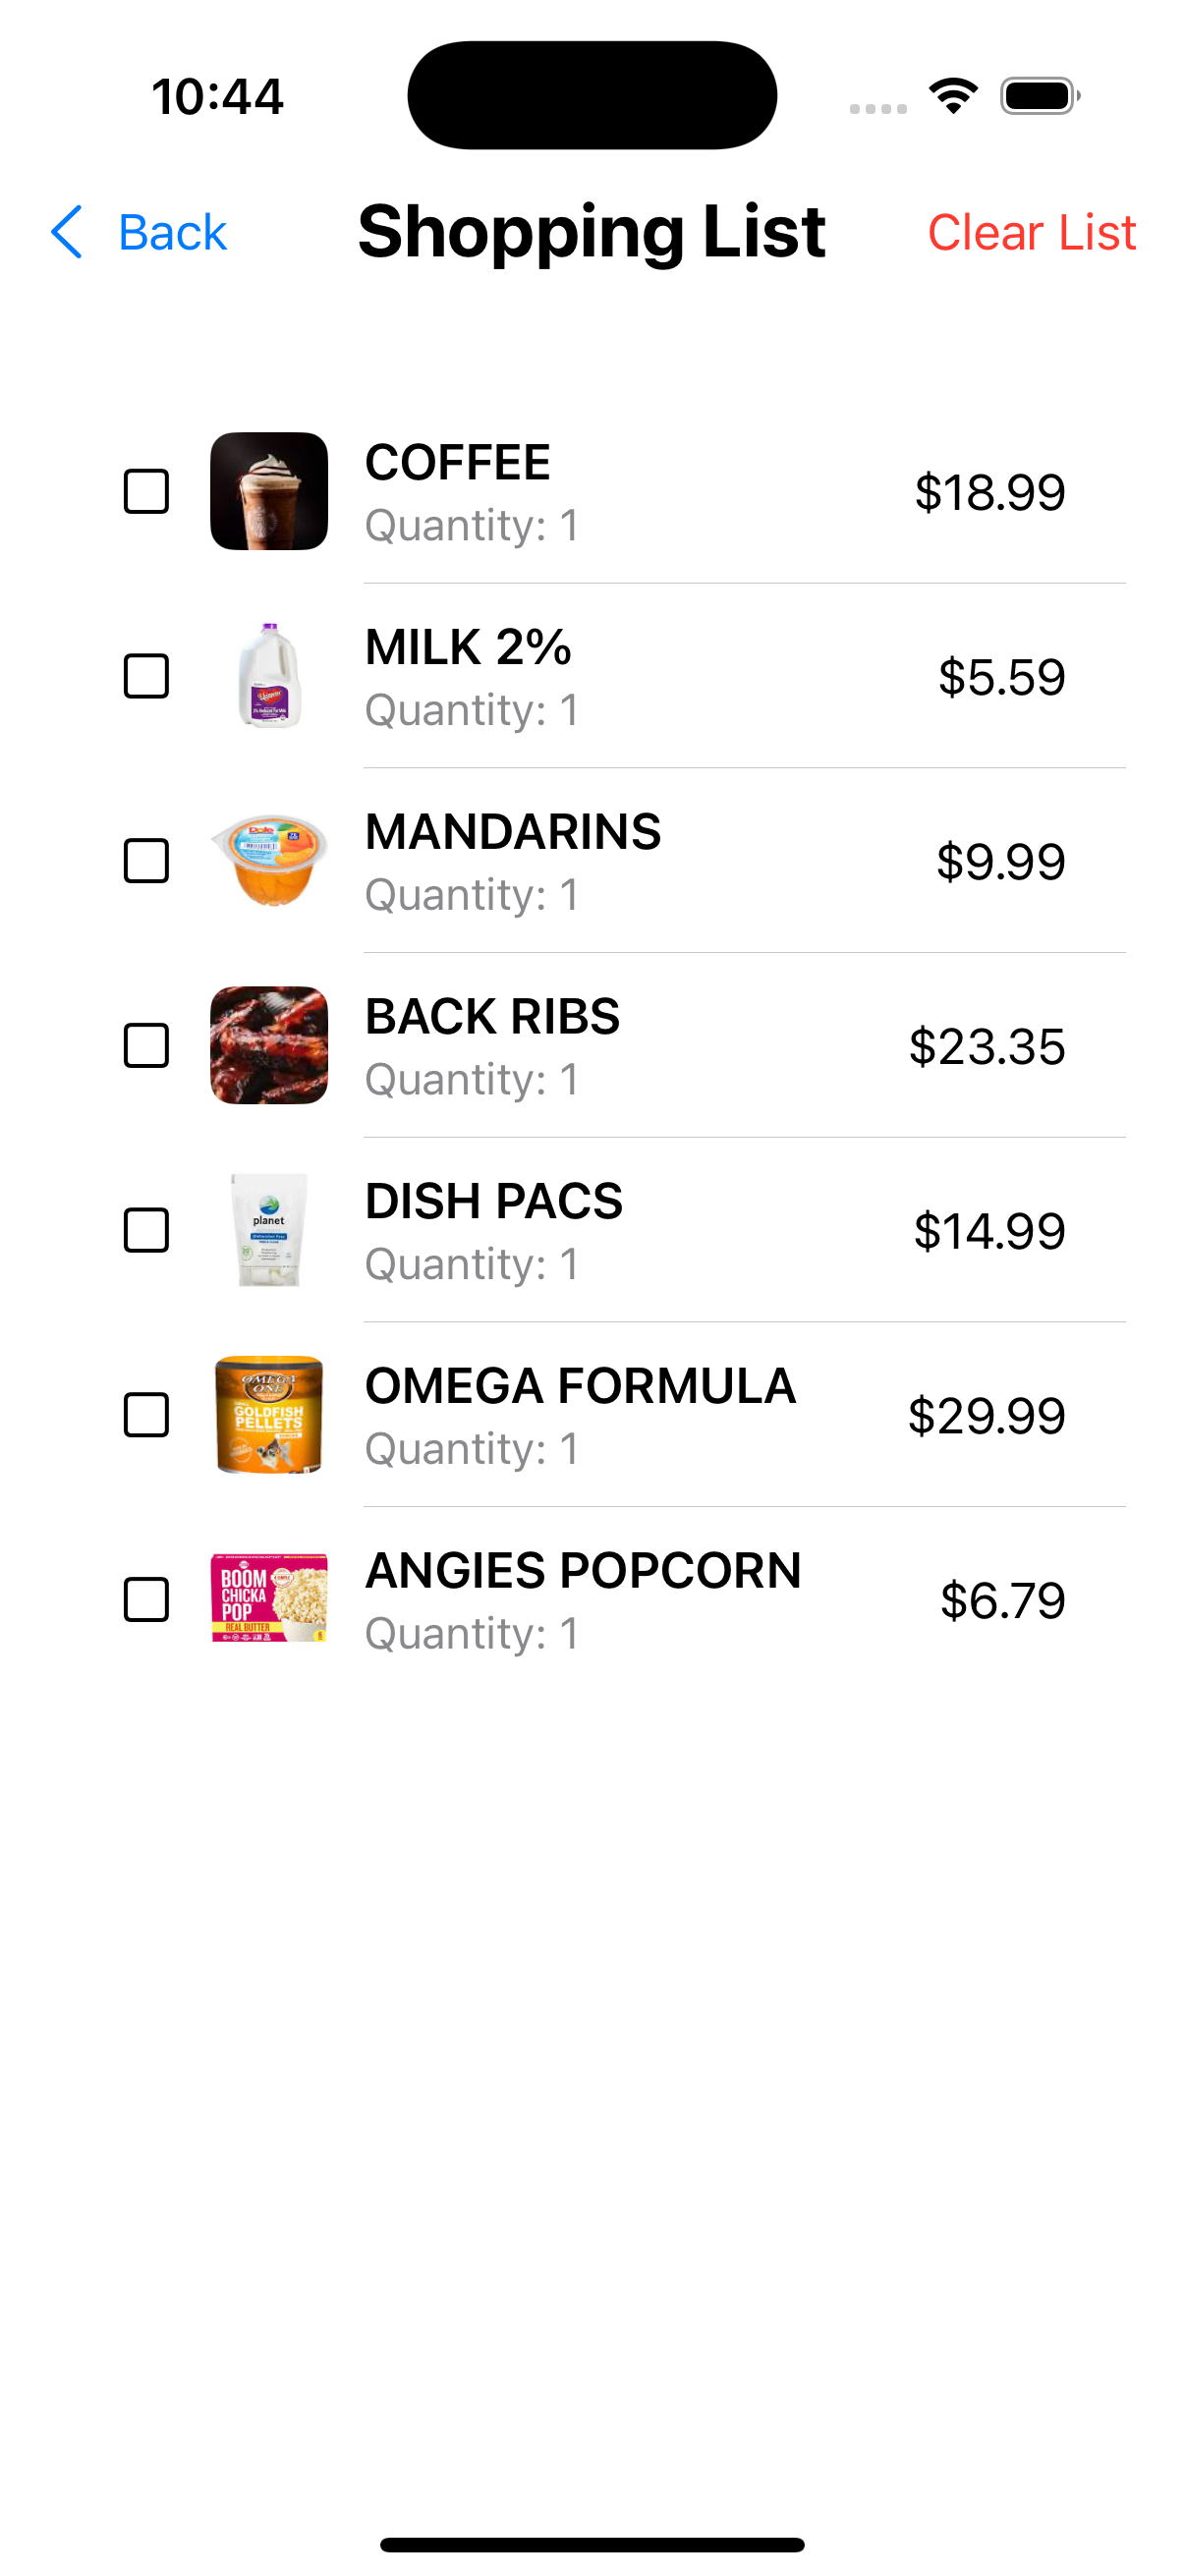 10:44
Back
Shopping List
Clear List
COFFEE
Quantity: 1
$18.99
MILK 2%
Quantity: 1
$5.59
Dole
MANDARINS
Quantity: 1
$9.99
BACK RIBS
Quantity: 1
$23.35
planet
DISH PACS
Quantity: 1
$14.99
OMEGA
ONE
GOLDFISH
PELLETS
OMEGA FORMULA
Quantity: 1
$29.99
BOOM
CHICKA
POP
REAL BUTTER
ANGIES POPCORN
Quantity: 1
$6.79